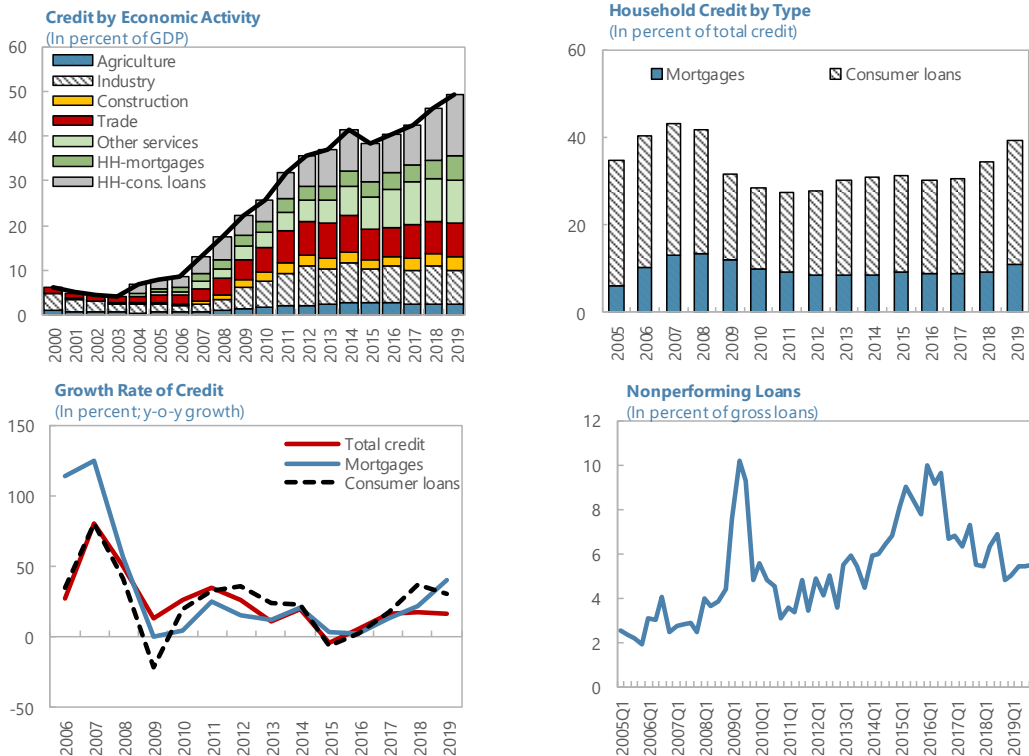 Credit by Economic Activity
(In percent of GDP)
60
50
40
30
20
10
0
Agriculture
Industry
Construction
Trade
Other services
HH-mortgages
HH-cons. loans
2000
2001
2002
2003
2004
2005
2006
2007
2008
2009
2010
2011
2012
2013
2014
2015
2016
2017
2018
2019
Household Credit by Type
(In percent of total credit)
60
40
20
0
Mortgages
Consumer loans
2005
2006
2007
2008
2009
2010
2011
2012
2013
2014
2015
2016
2017
2018
2019
Growth Rate of Credit
(In percent; y-o-y growth)
150
100
50
0
-50
Total credit
Mortgages
Consumer loans
2006
2007
2008
2009
2010
2011
2012
2013
2014
2015
2016
2017
2018
2019
Nonperforming Loans
(In percent of gross loans)
12
10
8
6
4
2
0
2005Q1
2006Q1
2007Q1
2008Q1
2009Q1
2010Q1
2011Q1
2012Q1
2013Q1
2014Q1
2015Q1
2016Q1
2017Q1
2018Q1
2019Q1